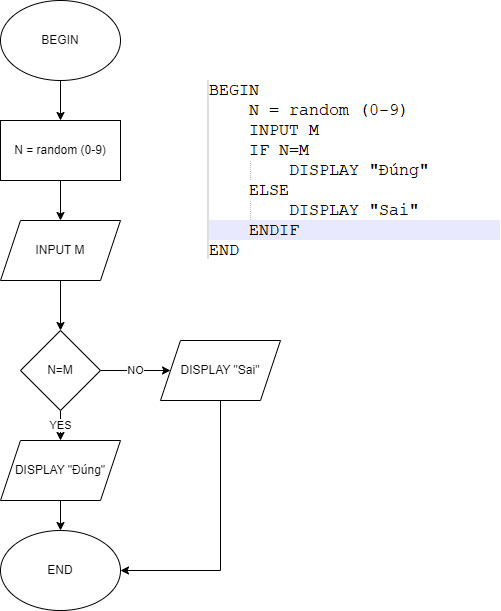 BEGIN
N = random (0-9)
INPUT M
N=M
NO
DISPLAY "Sai"
YES
DISPLAY "Đúng"
END
BEGIN
    N = random (0-9)
    INPUT M
    IF N=M
        DISPLAY "Đúng"
    ELSE
        DISPLAY "Sai"
    ENDIF
END